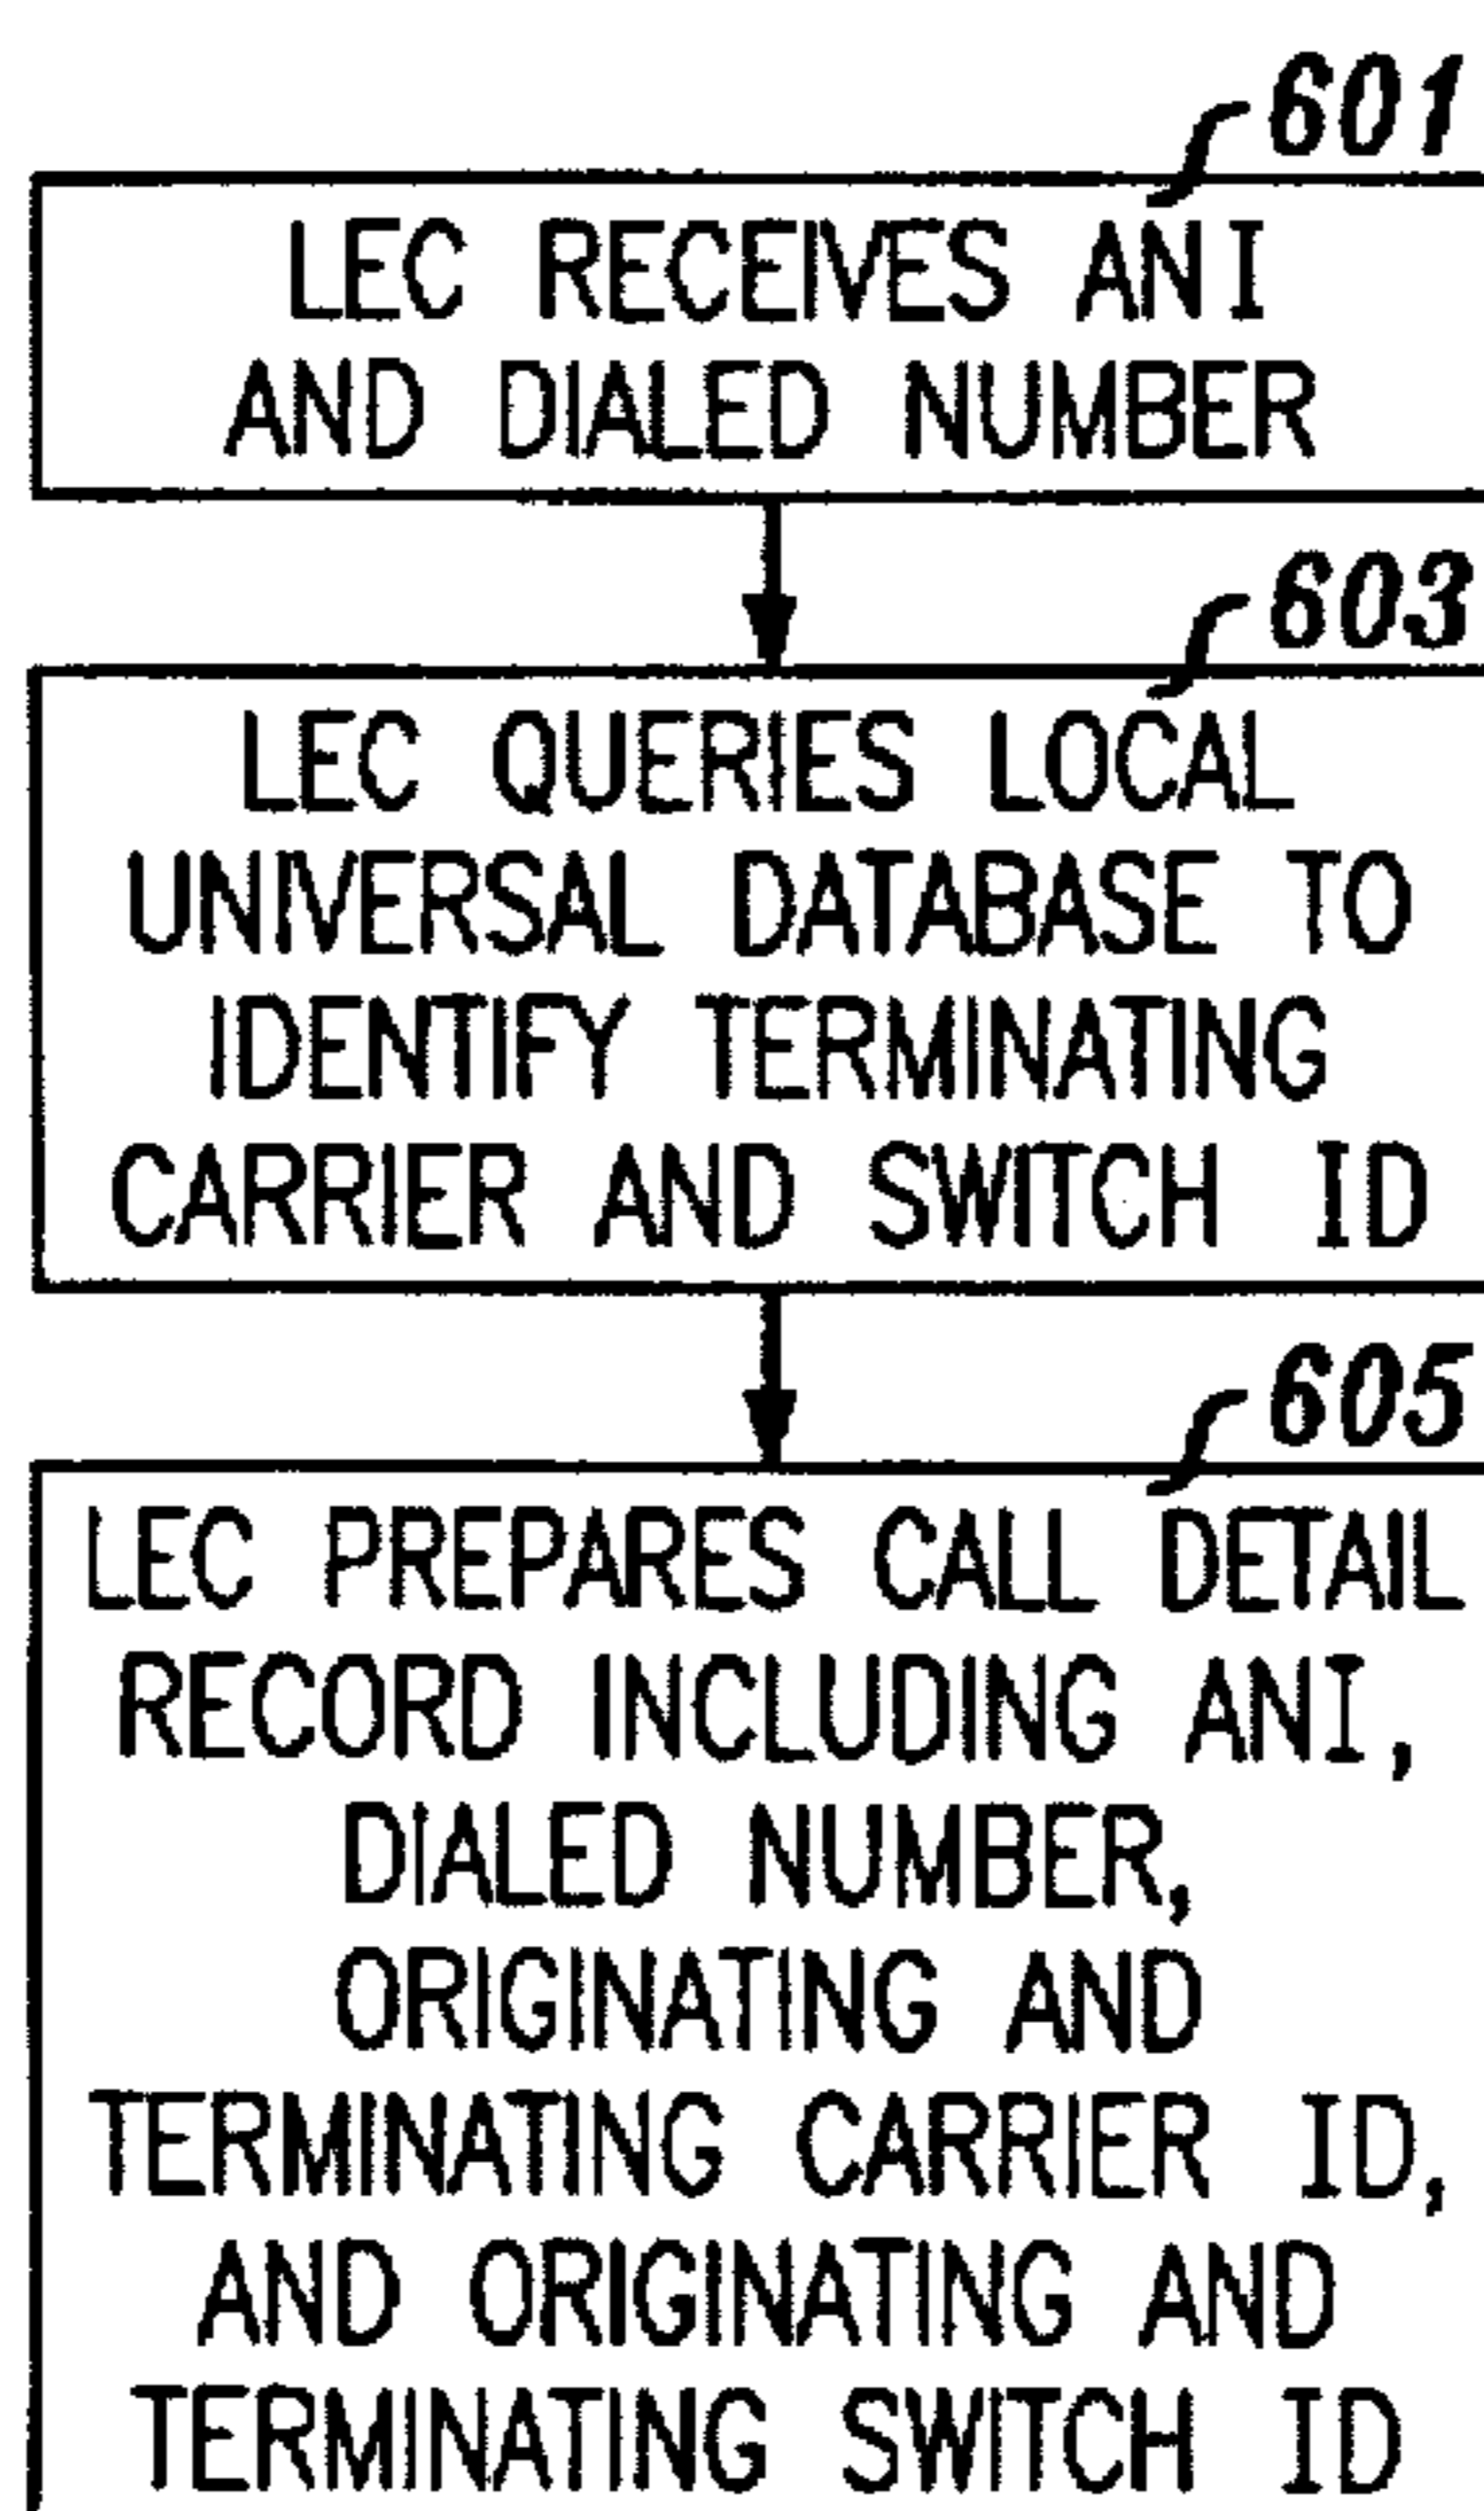 601
LEC RECEIVES ANI
AND DIALED NUMBER
603
LEC QUERIES LOCAL
UNIVERSAL DATABASE TO
IDENTIFY TERMINATING
CARRIER AND SWITCH ID
605
LEC PREPARES CALL DETAIL
RECORD INCLUDING ANI,
DIALED NUMBER,
ORIGINATING AND
TERMINATING CARRIER ID,
AND ORIGINATING AND
TERMINATING SWITCH ID